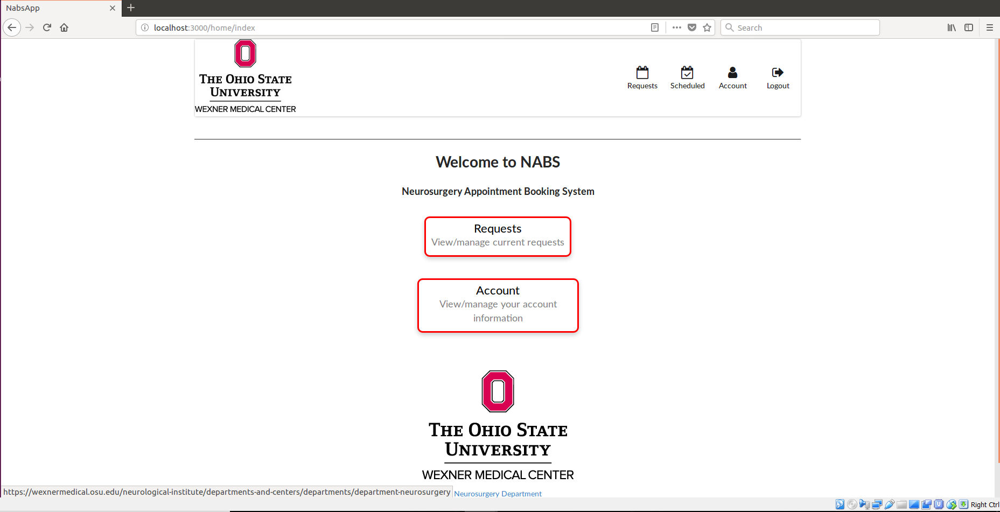 NabsApp
localhost:3000/home/index
Search
THE OHIO STATE
UNIVERSITY
WEXNER MEDICAL CENTER
Requests
Scheduled
Account
Logout
Welcome to NABS
Neurosurgery Appointment Booking System
Requests
View/manage current requests
Account
View/manage your account
information
THE OHIO STATE
UNIVERSITY
WEXNER MEDICAL CENTER
https://wexnermedical.osu.edu/neurological-institute/departments-and-centers/departments/department-neurosurgery
Neurosurgery Department
Right Ctrl